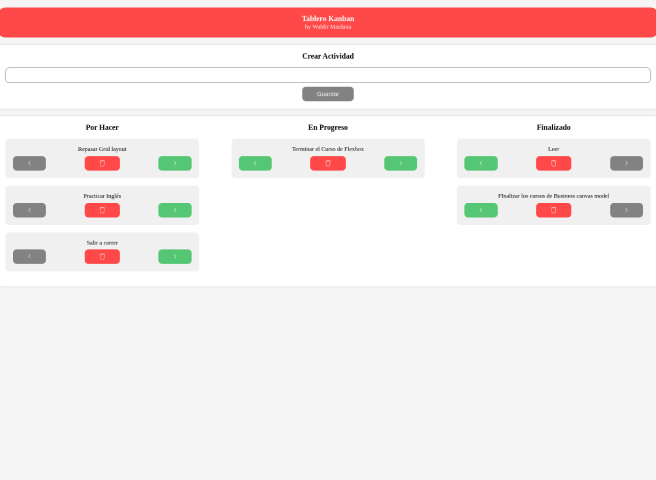 Tablero Kanban
by Waldir Maidana
Crear Actividad
Guardar
Por Hacer
Repasar Grid layout
Practicar Inglés
Salir a correr
En Progreso
Terminar el Curso de Flexbox
Finalizado
Leer
FInalizar los cursos de Business canvas model